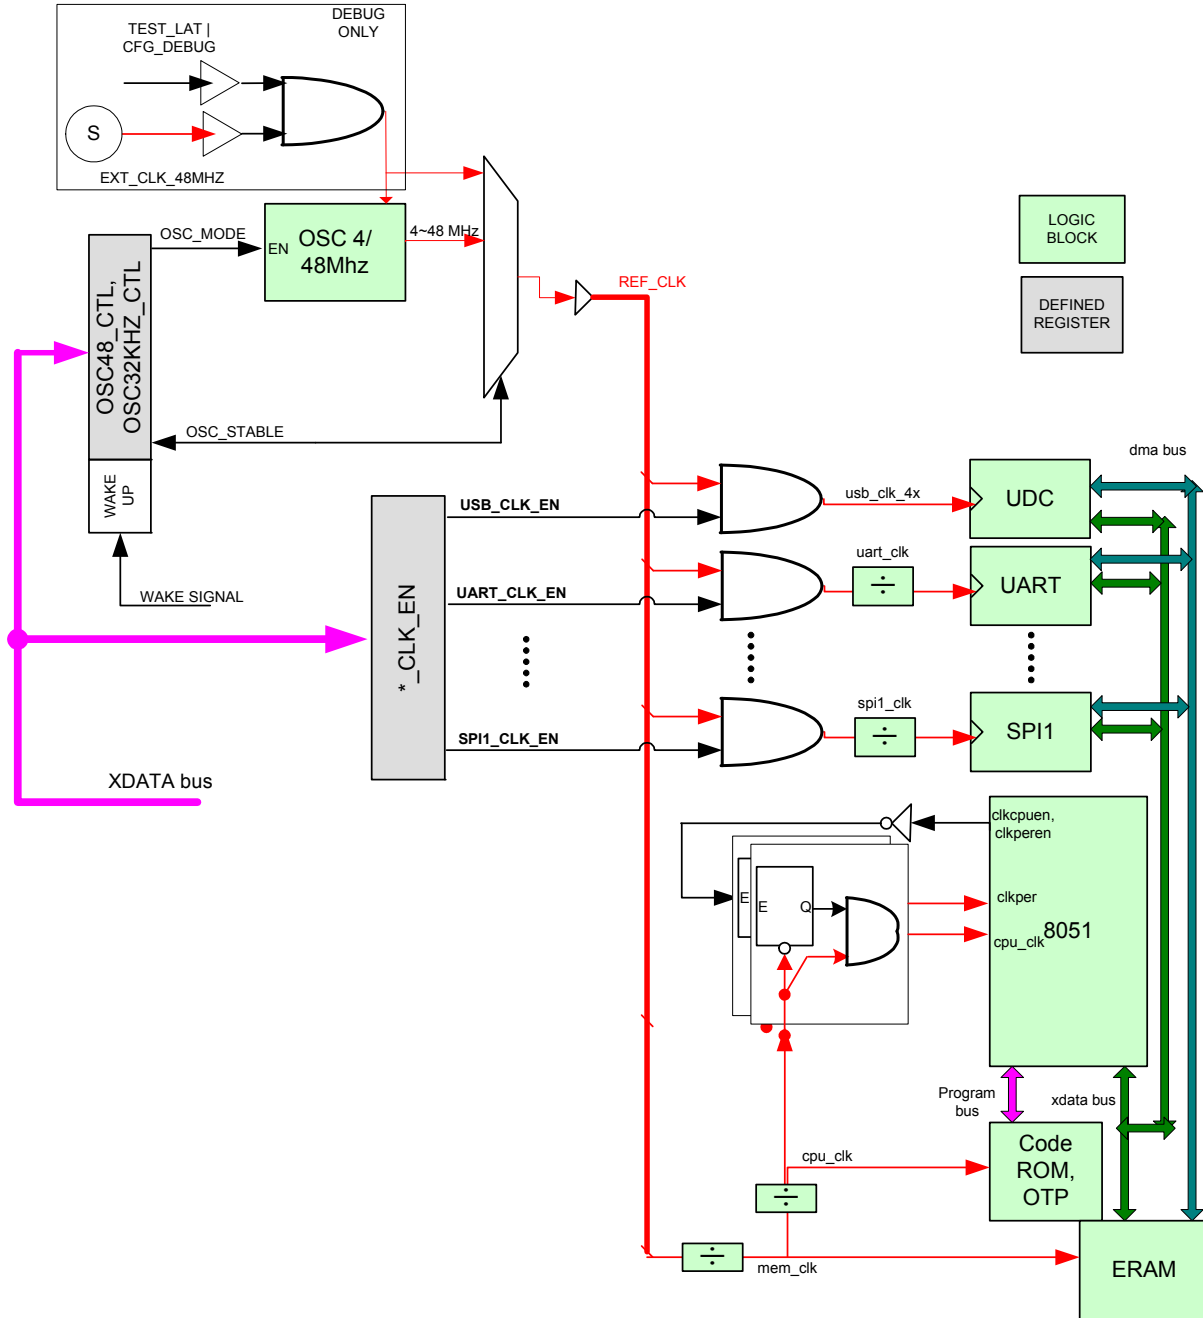 DEBUG
ONLY
TEST_LAT |
CFG_DEBUG
S
EXT_CLK_48MHZ
OSC_MODE
EN
OSC 4/
48Mhz
4~48 MHz
REF_CLK
LOGIC
BLOCK
DEFINED
REGISTER
OSC48_CTL,
OSC32KHZ_CTL
OSC_STABLE
WAKE
UP
WAKE SIGNAL
*_CLK_EN
USB_CLK_EN
UART_CLK_EN
SPI1_CLK_EN
XDATA bus
usb_clk_4x
UDC
dma bus
uart_clk
÷
UART
spi1_clk
÷
SPI1
clkcpuen,
clkperen
E
E
Q
clkper
cpu_clk
8051
Program
bus
xdata bus
Code
ROM,
OTP
cpu_clk
÷
÷
mem_clk
ERAM